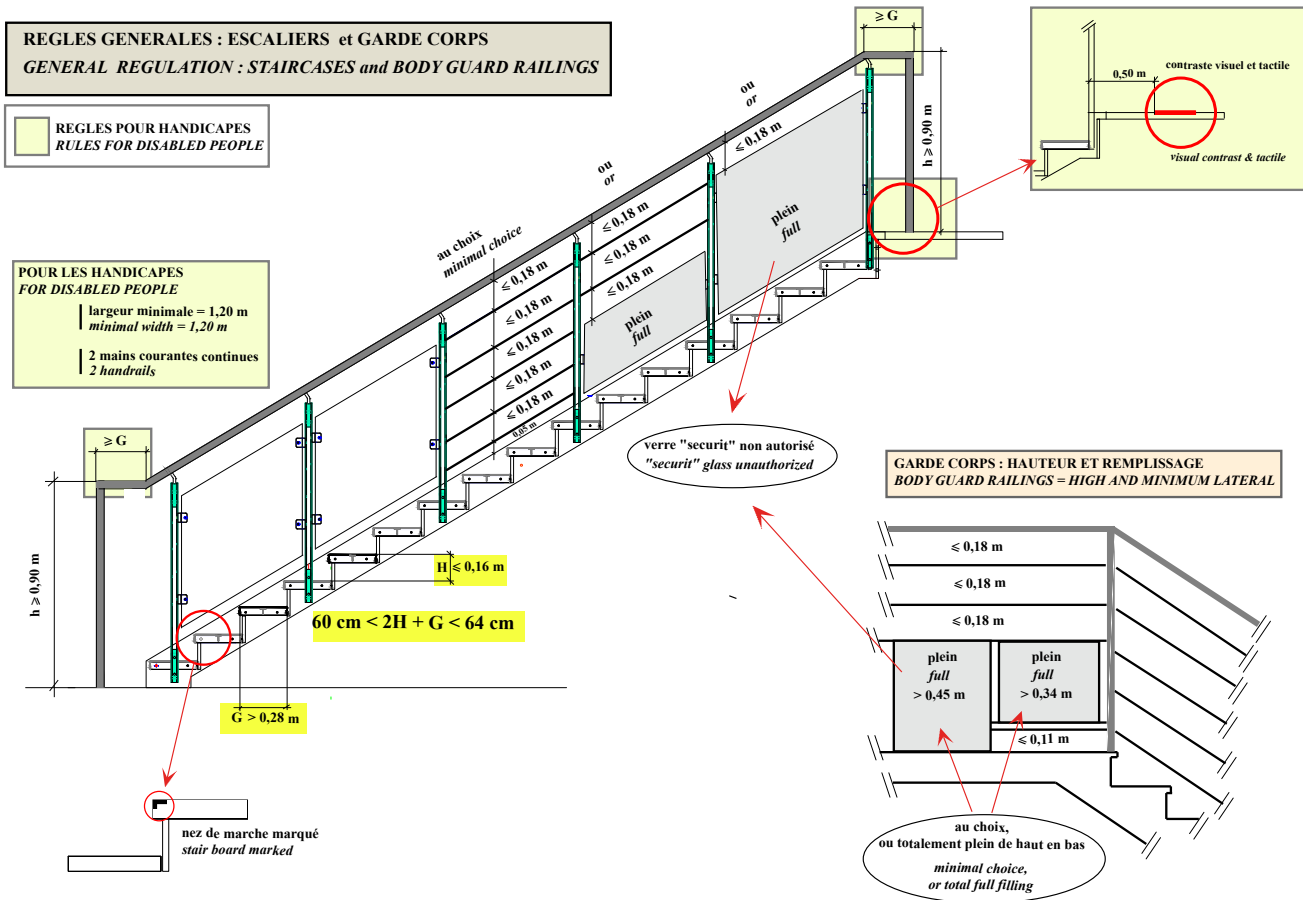 REGLES GENERALES : ESCALIERS et GARDE CORPS
GENERAL REGULATION : STAIRCASES and BODY GUARD RAILINGS
REGLES POUR HANDICAPES
RULES FOR DISABLED PEOPLE
POUR LES HANDICAPES
FOR DISABLED PEOPLE
largeur minimale = 1,20 m
minimal width = 1,20 m
2 mains courantes continues
2 handrails
≥ G
h ≥ 0,90 m
au choix
minimal choice
≤ 0,18 m
≤ 0,18 m
≤ 0,18 m
≤ 0,18 m
≤ 0,18 m
0,05 m
ou
or
≤ 0,18 m
≤ 0,18 m
≤ 0,18 m
plein
full
ou
or
≤ 0,18 m
plein
full
≥ G
h ≥ 0,90 m
0,50 m
contraste visuel et tactile
visual contrast & tactile
H ≤ 0,16 m
60 cm < 2H + G < 64 cm
G > 0,28 m
nez de marche marqué
stair board marked
verre "securit" non autorisé
"securit" glass unauthorized
GARDE CORPS : HAUTEUR ET REMPLISSAGE
BODY GUARD RAILINGS = HIGH AND MINIMUM LATERAL
≤ 0,18 m
≤ 0,18 m
≤ 0,18 m
plein
full
> 0,45 m
plein
full
> 0,34 m
≤ 0,11 m
au choix,
ou totalement plein de haut en bas
minimal choice,
or total full filling